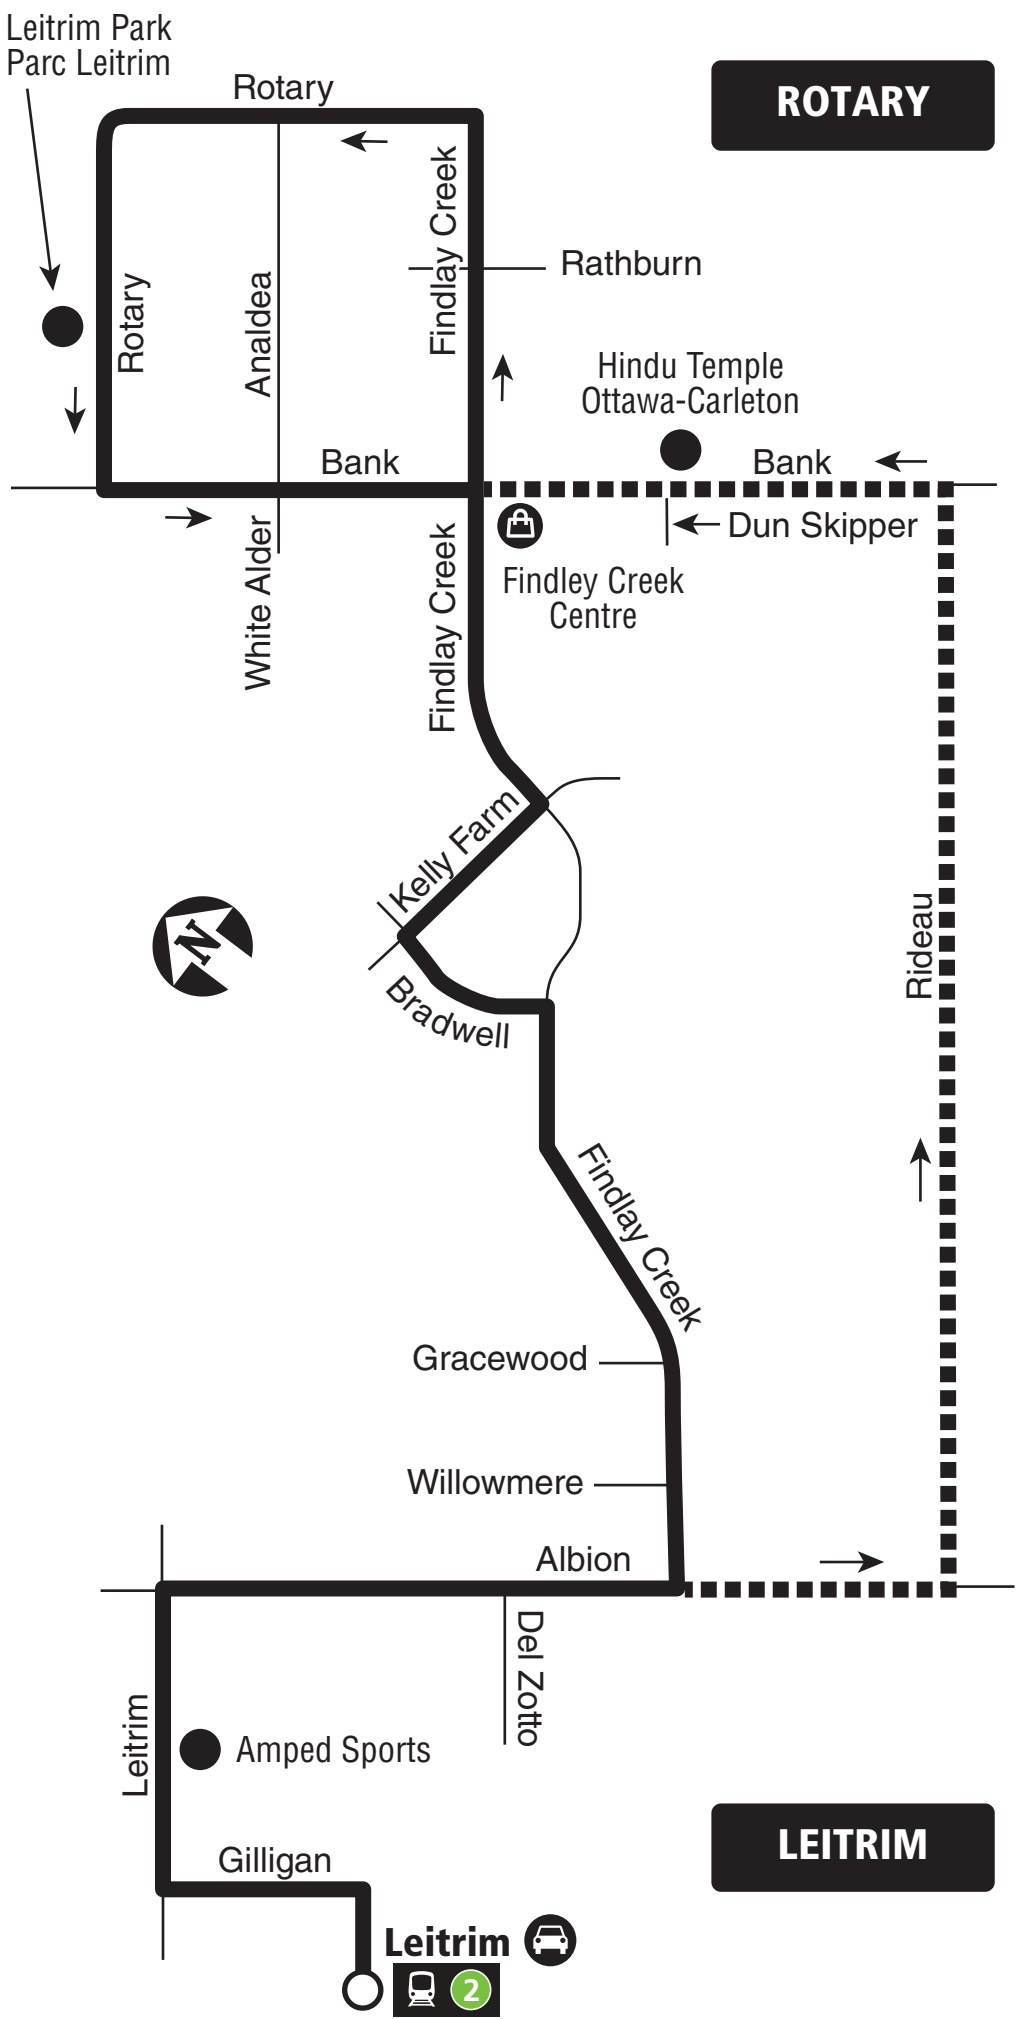 Leitrim Park
Parc Leitrim
ROTARY
Rotary
Findlay Creek
Rathburn
Rotary
Analdea
Hindu Temple
Ottawa-Carleton
Bank
Bank
Dun Skipper
White Alder
Findlay Creek
Findley Creek
Centre
Kelly Farm
N
Rideau
Bradwell
Findlay Creek
Gracewood
Willowmere
Albion
Del Zotto
Leitrim
Amped Sports
LEITRIM
Gilligan
Leitrim
2